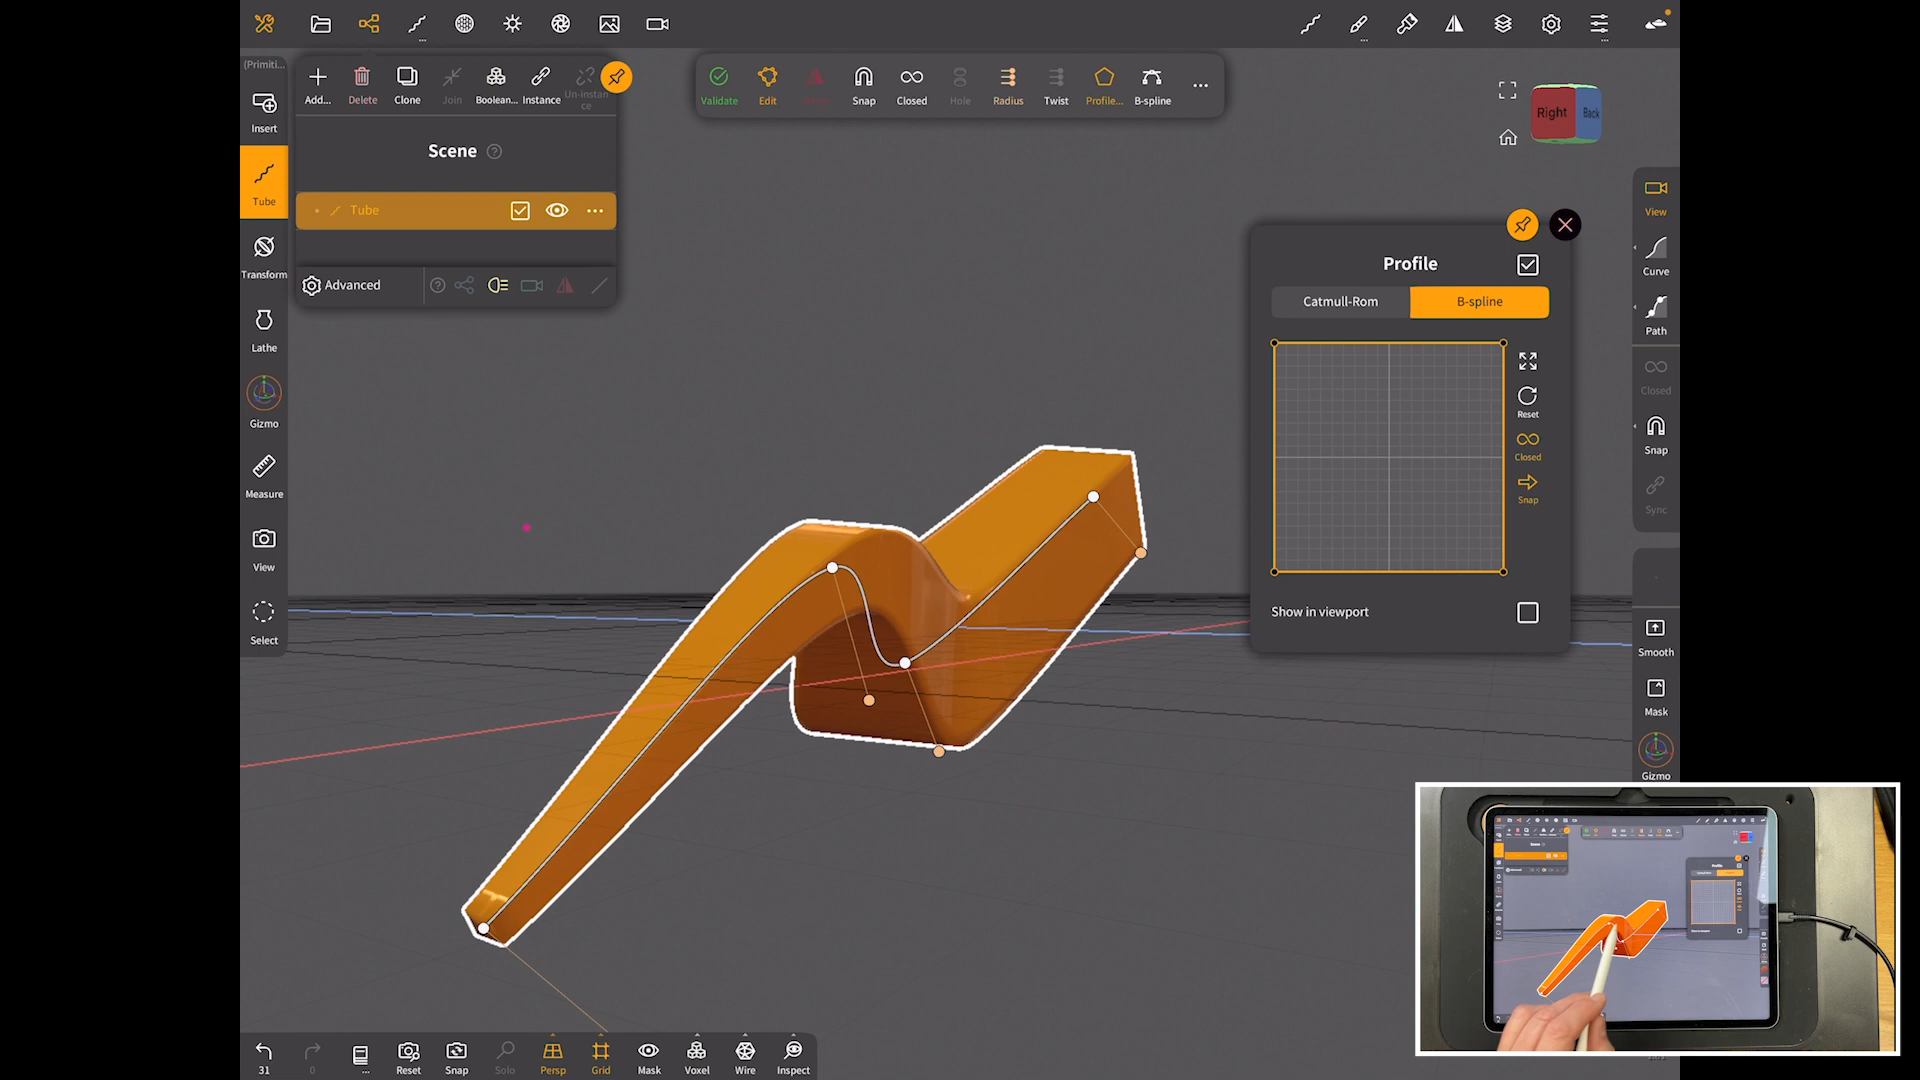 (Primiti...
Insert
Tube
Transform
Lathe
Gizmo
Measure
View
Select
Add...
Delete
Clone
Join
Boolean...
Instance
Un-instan
ce
Scene ?
Tube
Advanced
?
Validate
Edit
Snap
Closed
Hole
Radius
Twist
Profile...
B-spline
Right
Back
Profile
Catmull-Rom
B-spline
Reset
Closed
Snap
Show in viewport
View
Curve
Path
Closed
Snap
Sync
Smooth
Mask
Gizmo
31
0
Reset
Snap
Solo
Persp
Grid
Mask
Voxel
Wire
Inspect